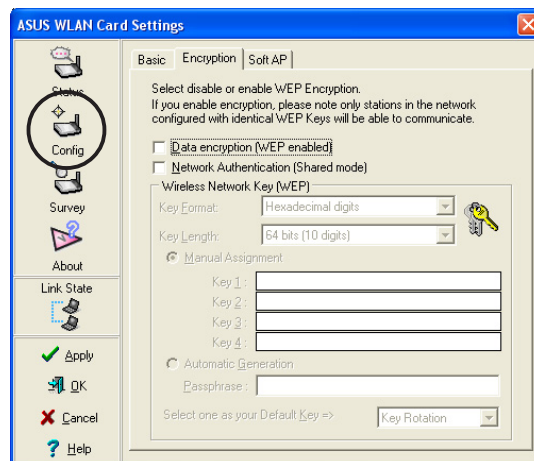 ASUS WLAN Card Settings
Status
Config
Survey
About
Link State
Apply
OK
Cancel
Help
Basic
Encryption
Soft AP
Select disable or enable WEP Encryption.
If you enable encryption, please note only stations in the network
configured with identical WEP Keys will be able to communicate.
Data encryption (WEP enabled)
Network Authentication (Shared mode)
Wireless Network Key (WEP)
Key Format: Hexadecimal digits
Key Length: 64 bits (10 digits)
Manual Assignment
Key 1 :
Key 2 :
Key 3 :
Key 4 :
Automatic Generation
Passphrase :
Select one as your Default Key => Key Rotation